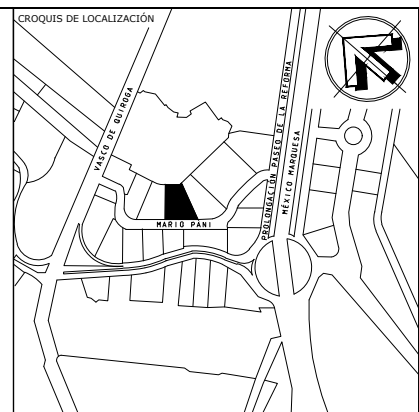 CROQUIS DE LOCALIZACIÓN
VASCO DE QUIROGA
PROLONGACIÓN PASEO DE LA REFORMA
MÉXICO MARQUESA
MARIO PANI